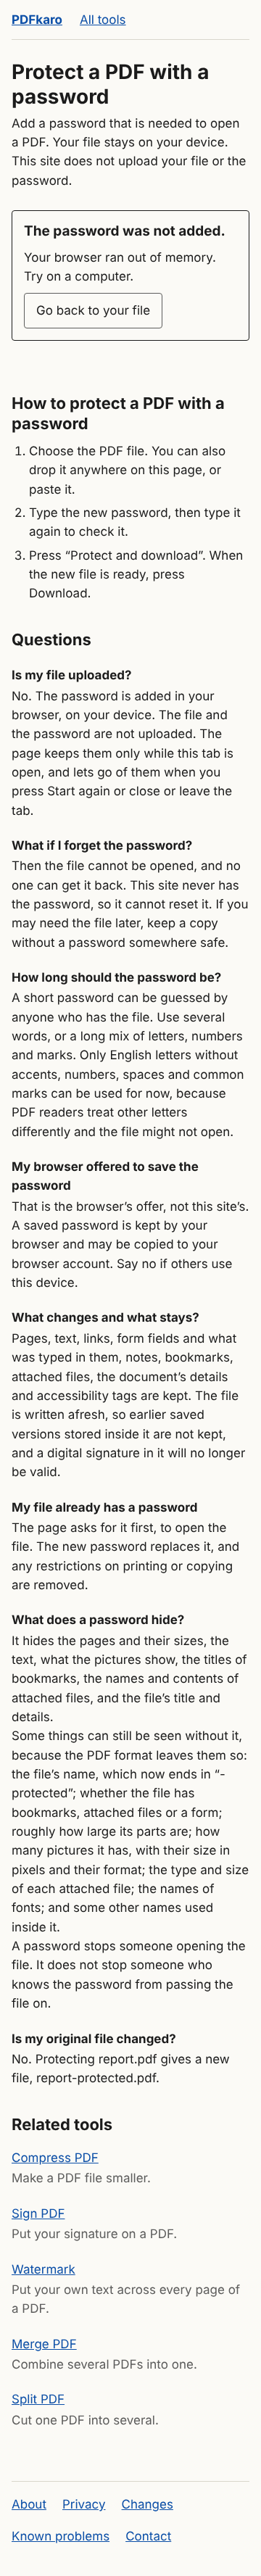 PDFkaro All tools
Protect a PDF with a
password
Add a password that is needed to open
a PDF. Your file stays on your device.
This site does not upload your file or the
password.
The password was not added.
Your browser ran out of memory.
Try on a computer.
Go back to your file
How to protect a PDF with a
password
1. Choose the PDF file. You can also
drop it anywhere on this page, or
paste it.
2. Type the new password, then type it
again to check it.
3. Press “Protect and download”. When
the new file is ready, press
Download.
Questions
Is my file uploaded?
No. The password is added in your
browser, on your device. The file and
the password are not uploaded. The
page keeps them only while this tab is
open, and lets go of them when you
press Start again or close or leave the
tab.
What if I forget the password?
Then the file cannot be opened, and no
one can get it back. This site never has
the password, so it cannot reset it. If you
may need the file later, keep a copy
without a password somewhere safe.
How long should the password be?
A short password can be guessed by
anyone who has the file. Use several
words, or a long mix of letters, numbers
and marks. Only English letters without
accents, numbers, spaces and common
marks can be used for now, because
PDF readers treat other letters
differently and the file might not open.
My browser offered to save the
password
That is the browser’s offer, not this site’s.
A saved password is kept by your
browser and may be copied to your
browser account. Say no if others use
this device.
What changes and what stays?
Pages, text, links, form fields and what
was typed in them, notes, bookmarks,
attached files, the document’s details
and accessibility tags are kept. The file
is written afresh, so earlier saved
versions stored inside it are not kept,
and a digital signature in it will no longer
be valid.
My file already has a password
The page asks for it first, to open the
file. The new password replaces it, and
any restrictions on printing or copying
are removed.
What does a password hide?
It hides the pages and their sizes, the
text, what the pictures show, the titles of
bookmarks, the names and contents of
attached files, and the file’s title and
details.
Some things can still be seen without it,
because the PDF format leaves them so:
the file’s name, which now ends in “-
protected”; whether the file has
bookmarks, attached files or a form;
roughly how large its parts are; how
many pictures it has, with their size in
pixels and their format; the type and size
of each attached file; the names of
fonts; and some other names used
inside it.
A password stops someone opening the
file. It does not stop someone who
knows the password from passing the
file on.
Is my original file changed?
No. Protecting report.pdf gives a new
file, report-protected.pdf.
Related tools
Compress PDF
Make a PDF file smaller.
Sign PDF
Put your signature on a PDF.
Watermark
Put your own text across every page of
a PDF.
Merge PDF
Combine several PDFs into one.
Split PDF
Cut one PDF into several.
About Privacy Changes
Known problems Contact